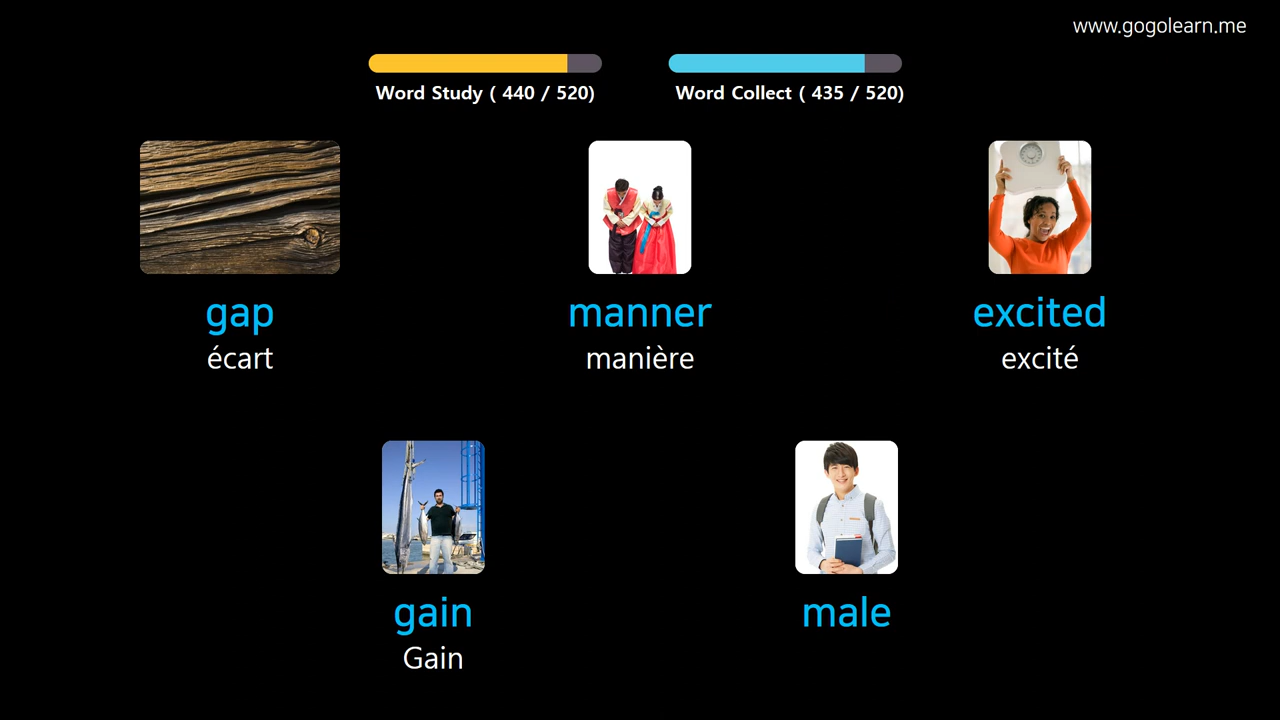 www.gogolearn.me
Word Study ( 440 / 520)
Word Collect ( 435 / 520)
gap
écart
manner
manière
excited
excité
gain
Gain
male